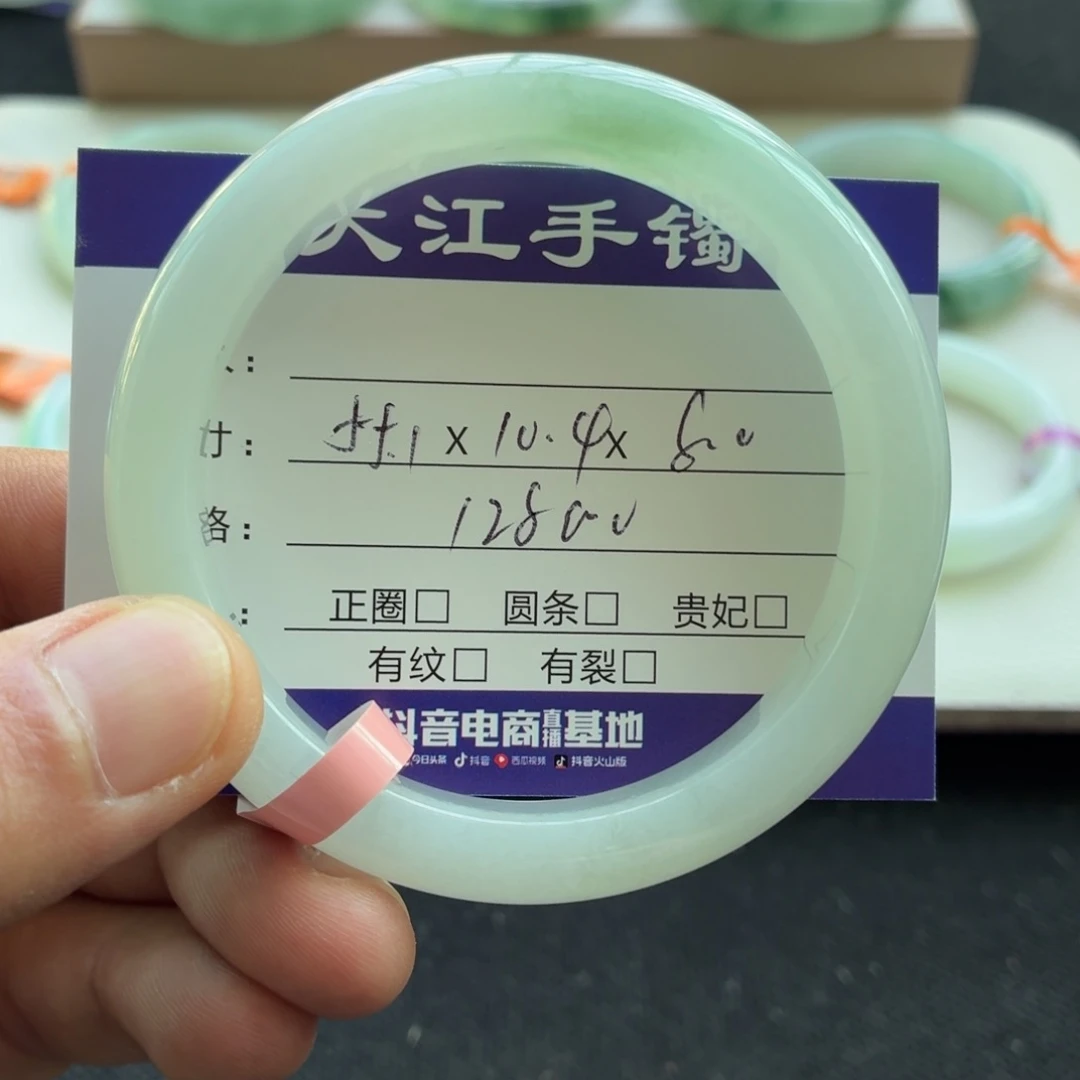 大江手镯
寸: 55.1 x 10.4 x 8.0
格: 12800
正圈□ 圆条□ 贵妃□
有纹□ 有裂□
抖音电商直播基地
今日头条 抖音 西瓜视频 抖音火山版